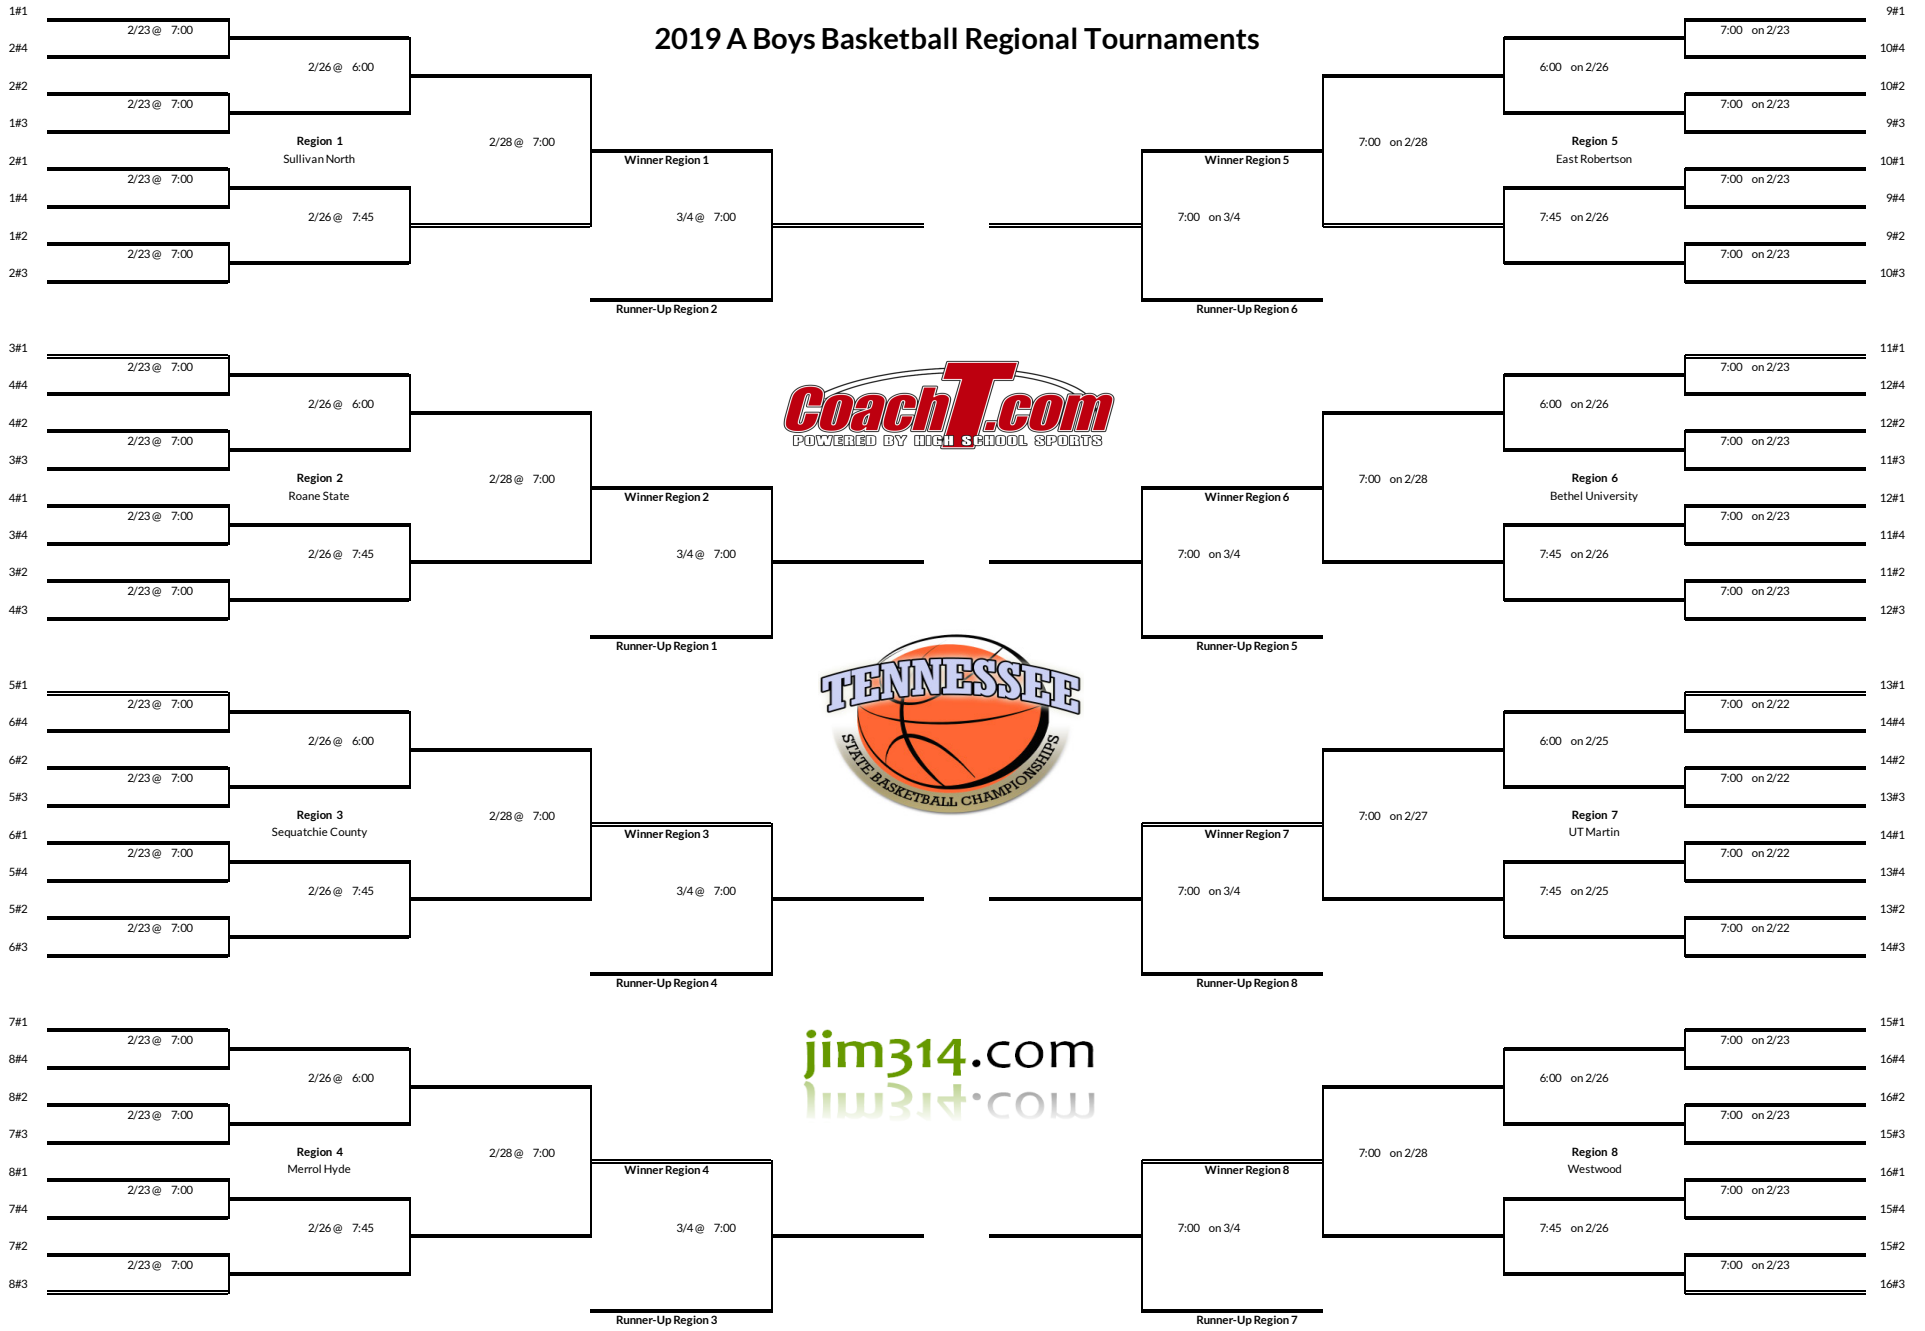 2019 A Boys Basketball Regional Tournaments
1#1
2/23 @ 7:00
2#4
2/26 @ 6:00
2#2
2/23 @ 7:00
1#3
Region 1
Sullivan North
2/28 @ 7:00
Winner Region 1
2#1
2/23 @ 7:00
1#4
2/26 @ 7:45
3/4 @ 7:00
1#2
2/23 @ 7:00
2#3
Runner-Up Region 2
3#1
2/23 @ 7:00
4#4
2/26 @ 6:00
4#2
2/23 @ 7:00
3#3
Region 2
Roane State
2/28 @ 7:00
Winner Region 2
4#1
2/23 @ 7:00
3#4
2/26 @ 7:45
3/4 @ 7:00
3#2
2/23 @ 7:00
4#3
Runner-Up Region 1
5#1
2/23 @ 7:00
6#4
2/26 @ 6:00
6#2
2/23 @ 7:00
5#3
Region 3
Sequatchie County
2/28 @ 7:00
Winner Region 3
6#1
2/23 @ 7:00
5#4
2/26 @ 7:45
3/4 @ 7:00
5#2
2/23 @ 7:00
6#3
Runner-Up Region 4
7#1
2/23 @ 7:00
8#4
2/26 @ 6:00
8#2
2/23 @ 7:00
7#3
Region 4
Merrol Hyde
2/28 @ 7:00
Winner Region 4
8#1
2/23 @ 7:00
7#4
2/26 @ 7:45
3/4 @ 7:00
7#2
2/23 @ 7:00
8#3
Runner-Up Region 3
CoachT.com
POWERED BY HIGH SCHOOL SPORTS
TENNESSEE
STATE BASKETBALL CHAMPIONSHIPS
jim314.com
9#1
7:00 on 2/23
10#4
6:00 on 2/26
10#2
7:00 on 2/23
9#3
Region 5
East Robertson
7:00 on 2/28
Winner Region 5
10#1
7:00 on 2/23
9#4
7:45 on 2/26
7:00 on 3/4
9#2
7:00 on 2/23
10#3
Runner-Up Region 6
11#1
7:00 on 2/23
12#4
6:00 on 2/26
12#2
7:00 on 2/23
11#3
Region 6
Bethel University
7:00 on 2/28
Winner Region 6
12#1
7:00 on 2/23
11#4
7:45 on 2/26
7:00 on 3/4
11#2
7:00 on 2/23
12#3
Runner-Up Region 5
13#1
7:00 on 2/22
14#4
6:00 on 2/25
14#2
7:00 on 2/22
13#3
Region 7
UT Martin
7:00 on 2/27
Winner Region 7
14#1
7:00 on 2/22
13#4
7:45 on 2/25
7:00 on 3/4
13#2
7:00 on 2/22
14#3
Runner-Up Region 8
15#1
7:00 on 2/23
16#4
6:00 on 2/26
16#2
7:00 on 2/23
15#3
Region 8
Westwood
7:00 on 2/28
Winner Region 8
16#1
7:00 on 2/23
15#4
7:45 on 2/26
7:00 on 3/4
15#2
7:00 on 2/23
16#3
Runner-Up Region 7